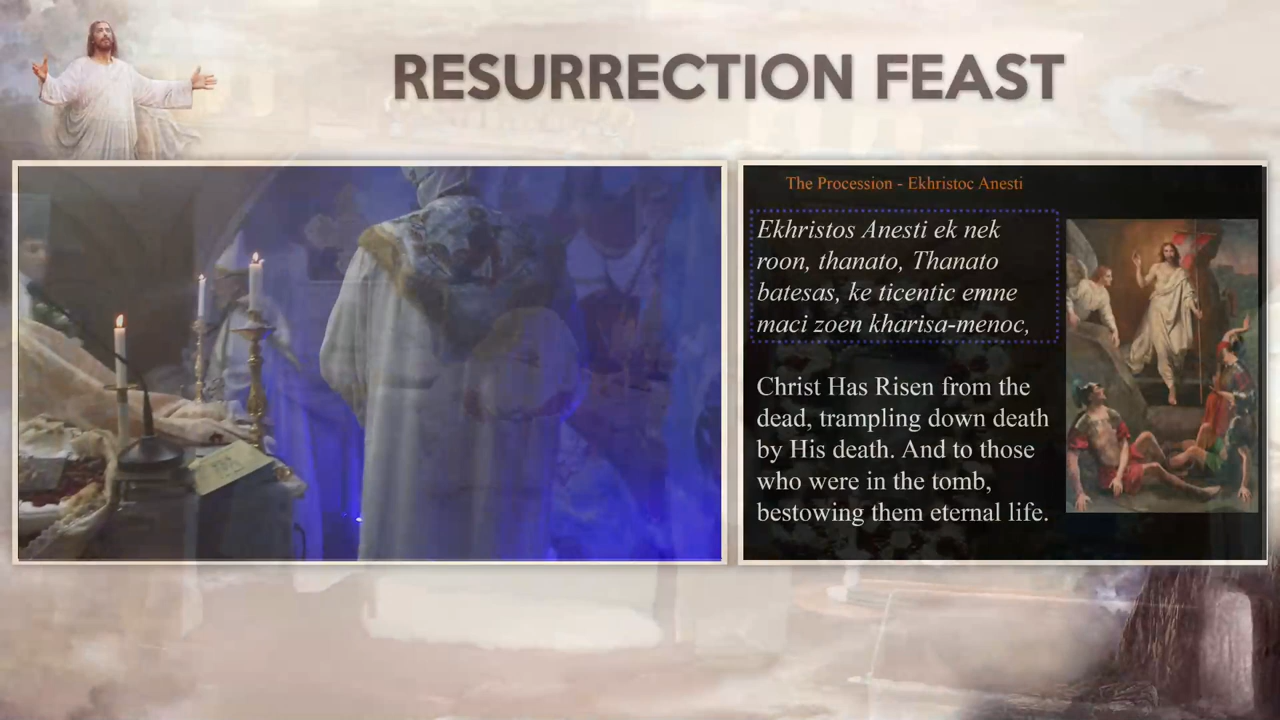 RESURRECTION FEAST
The Procession - Ekhristoc Anesti
Ekhristos Anesti ek nek
roon, thanato, Thanato
batesas, ke ticentic emne
maci zoen kharisa-menoc,
Christ Has Risen from the
dead, trampling down death
by His death. And to those
who were in the tomb,
bestowing them eternal life.